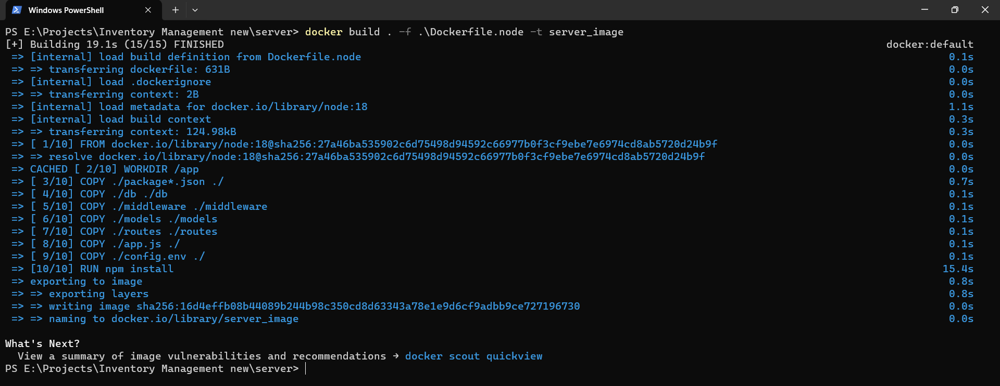 Windows PowerShell
PS E:\Projects\Inventory Management new\server> docker build . -f .\Dockerfile.node -t server_image
[+] Building 19.1s (15/15) FINISHED docker:default
=> [internal] load build definition from Dockerfile.node 0.1s
=> => transferring dockerfile: 631B 0.0s
=> [internal] load .dockerignore 0.0s
=> => transferring context: 2B 0.0s
=> [internal] load metadata for docker.io/library/node:18 1.1s
=> [internal] load build context 0.3s
=> => transferring context: 124.98kB 0.3s
=> [ 1/10] FROM docker.io/library/node:18@sha256:27a46ba535902c6d75498d94592c66977b0f3cf9ebe7e6974cd8ab5720d24b9f 0.0s
=> => resolve docker.io/library/node:18@sha256:27a46ba535902c6d75498d94592c66977b0f3cf9ebe7e6974cd8ab5720d24b9f 0.0s
=> CACHED [ 2/10] WORKDIR /app 0.0s
=> [ 3/10] COPY ./package*.json ./ 0.7s
=> [ 4/10] COPY ./db ./db 0.1s
=> [ 5/10] COPY ./middleware ./middleware 0.1s
=> [ 6/10] COPY ./models ./models 0.1s
=> [ 7/10] COPY ./routes ./routes 0.1s
=> [ 8/10] COPY ./app.js ./ 0.1s
=> [ 9/10] COPY ./config.env ./ 0.1s
=> [10/10] RUN npm install 15.4s
=> exporting to image 0.8s
=> => exporting layers 0.8s
=> => writing image sha256:16d4effb08b44089b244b98c350cd8d63343a78e1e9d6cf9adbb9ce727196730 0.0s
=> => naming to docker.io/library/server_image 0.0s
What's Next?
View a summary of image vulnerabilities and recommendations → docker scout quickview
PS E:\Projects\Inventory Management new\server>